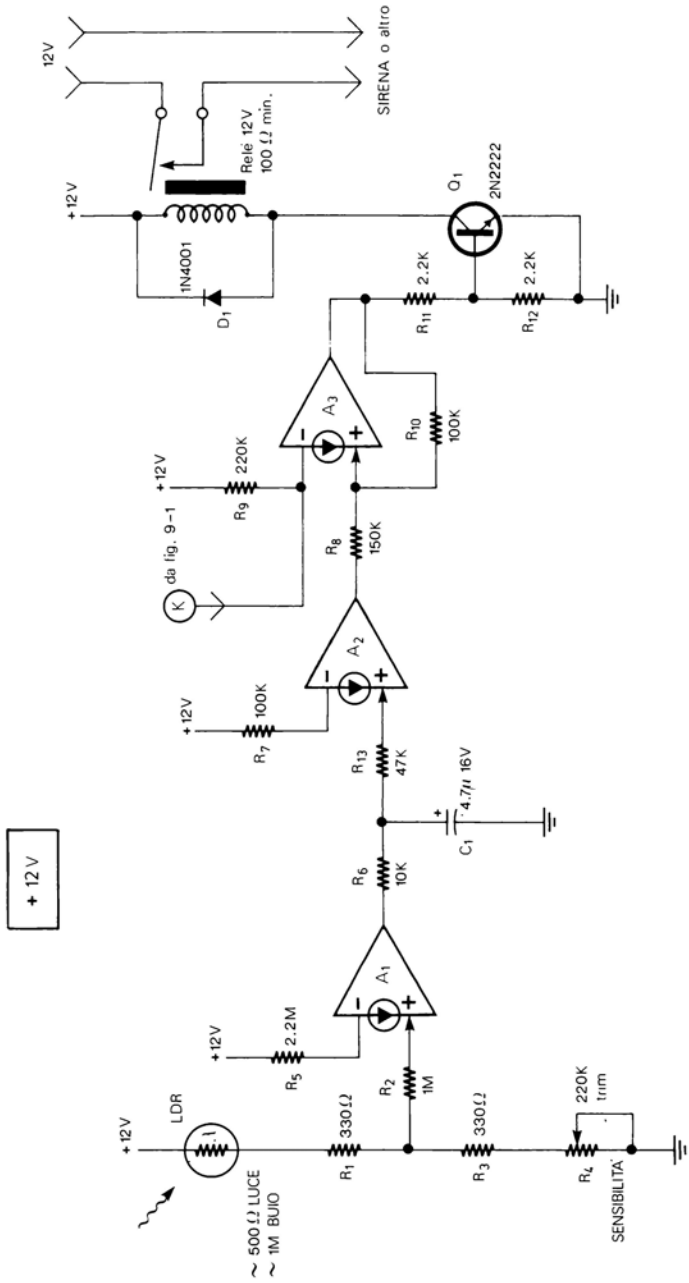 + 12 V
+12V
LDR
~ 500 Ω LUCE
~ 1M BUIO
R1
330 Ω
R3
330 Ω
R4
220K
trim
SENSIBILITÀ
R2
1M
+12V
R5
2.2M
A1
−
+
R6
10K
C1
+
4.7μ 16V
R13
47K
+12V
R7
100K
A2
−
+
R8
150K
K
da fig. 9-1
+12V
R9
220K
A3
−
+
R10
100K
R11
2.2K
R12
2.2K
Q1
2N2222
D1
1N4001
+12V
Relé 12V
100 Ω min.
12V
SIRENA o altro